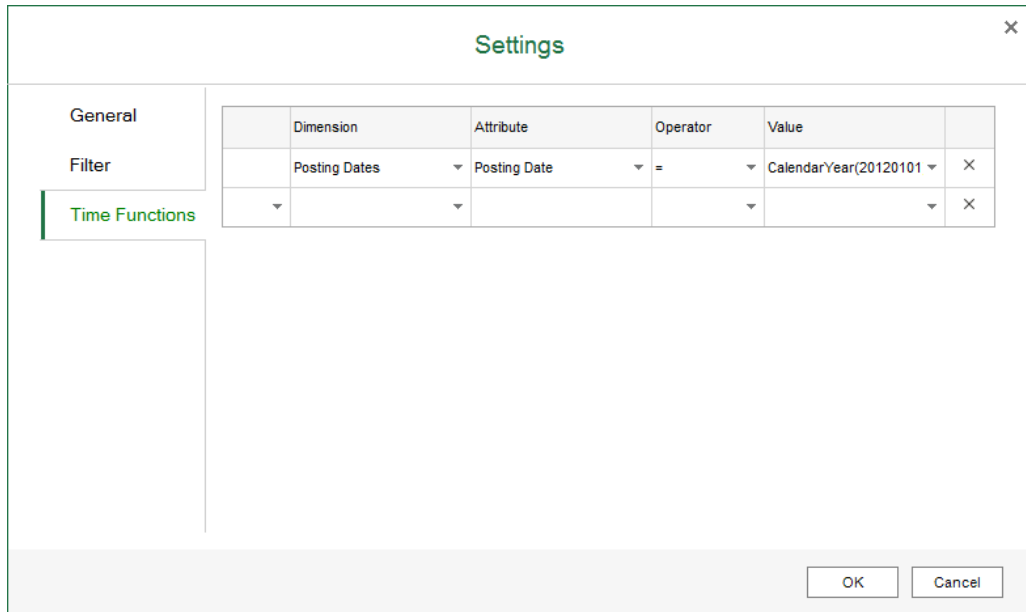 Settings
General
Filter
Time Functions
Dimension Attribute Operator Value
Posting Dates Posting Date = CalendarYear(20120101
OK Cancel